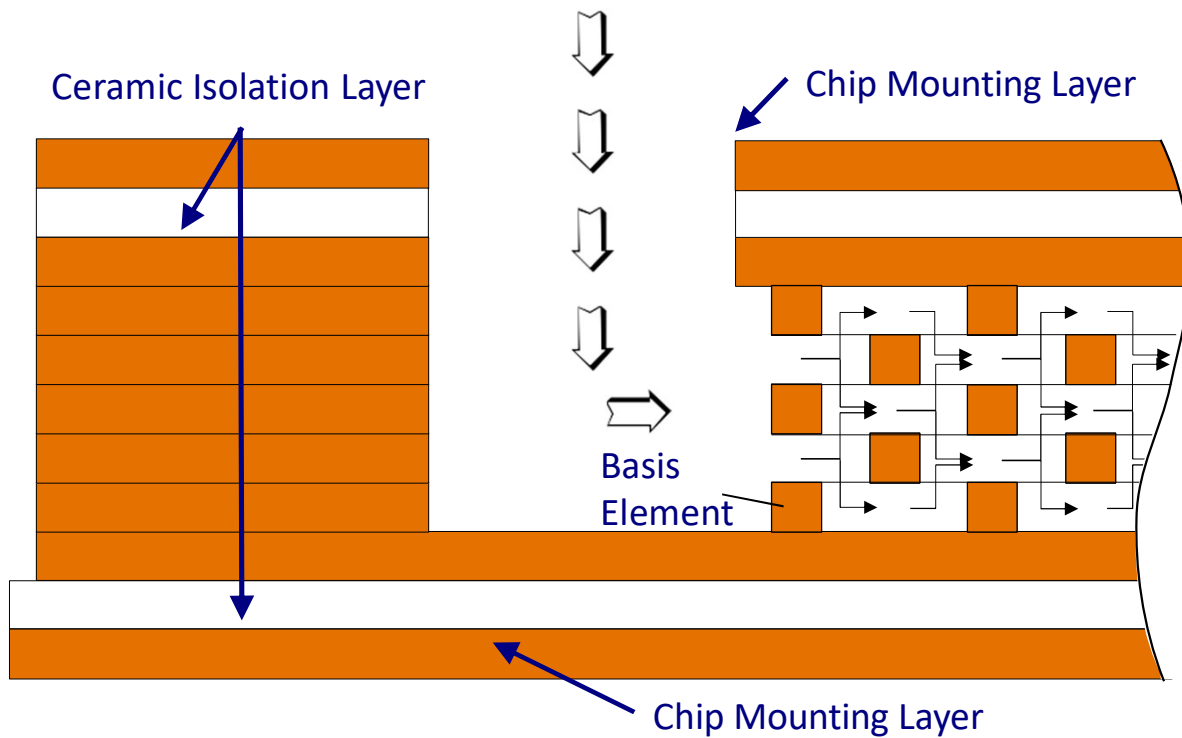 Ceramic Isolation Layer
Chip Mounting Layer
Basis
Element
Chip Mounting Layer